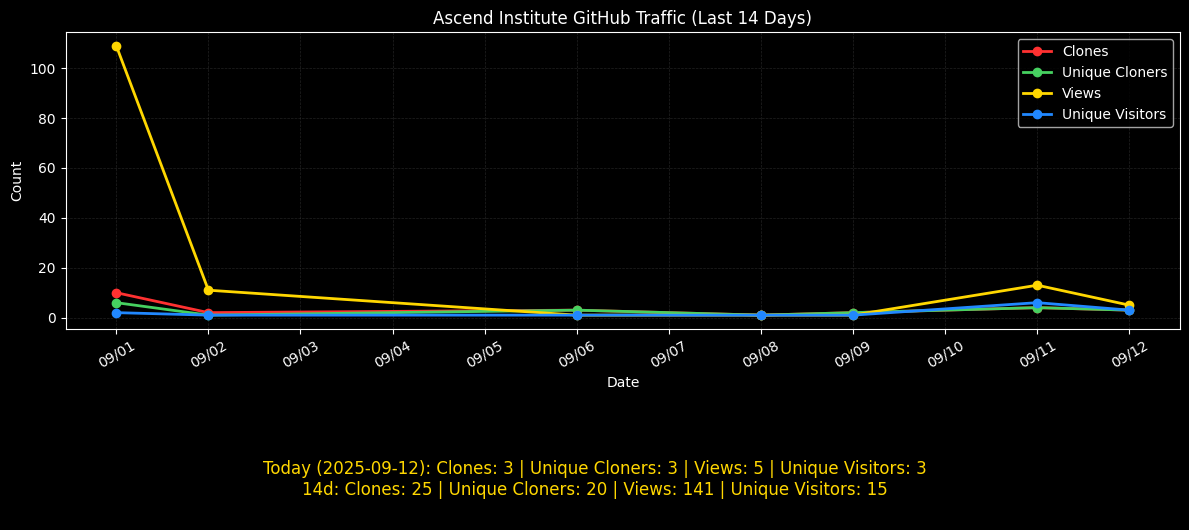 Ascend Institute GitHub Traffic (Last 14 Days)
Clones
Unique Cloners
Views
Unique Visitors
Count
100
80
60
40
20
0
09/01
09/02
09/03
09/04
09/05
09/06
09/07
09/08
09/09
09/10
09/11
09/12
Date
Today (2025-09-12): Clones: 3 | Unique Cloners: 3 | Views: 5 | Unique Visitors: 3
14d: Clones: 25 | Unique Cloners: 20 | Views: 141 | Unique Visitors: 15